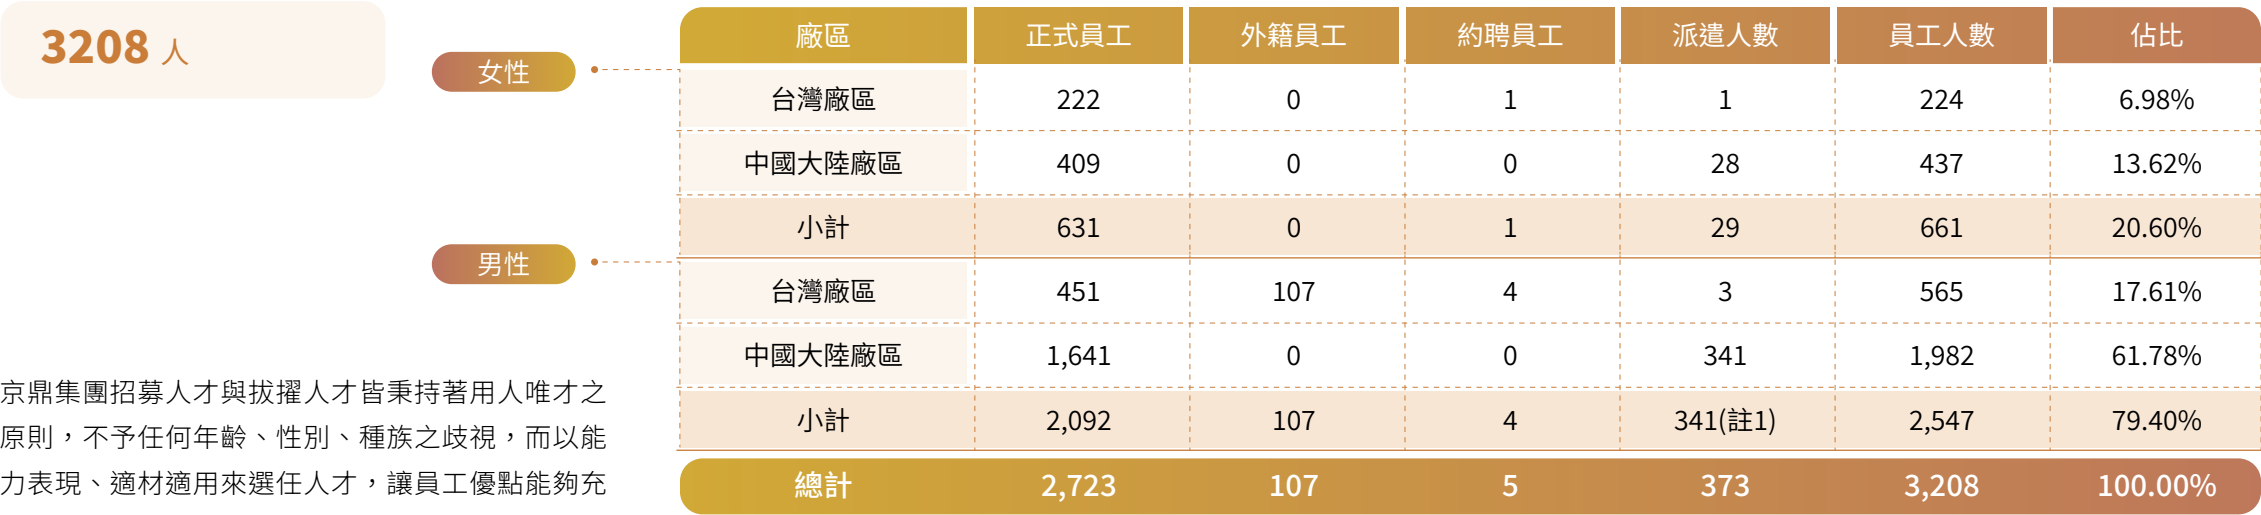 3208 人
京鼎集團招募人才與拔擢人才皆秉持著用人唯才之
原則，不予任何年齡、性別、種族之歧視，而以能
力表現、適材適用來選任人才，讓員工優點能夠充
廠區 正式員工 外籍員工 約聘員工 派遣人數 員工人數 佔比
女性
台灣廠區 222 0 1 1 224 6.98%
中國大陸廠區 409 0 0 28 437 13.62%
小計 631 0 1 29 661 20.60%
男性
台灣廠區 451 107 4 3 565 17.61%
中國大陸廠區 1,641 0 0 341 1,982 61.78%
小計 2,092 107 4 341(註1) 2,547 79.40%
總計 2,723 107 5 373 3,208 100.00%